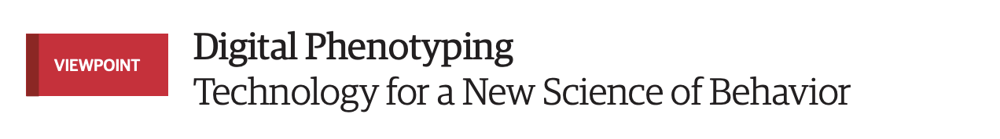 VIEWPOINT
Digital Phenotyping
Technology for a New Science of Behavior